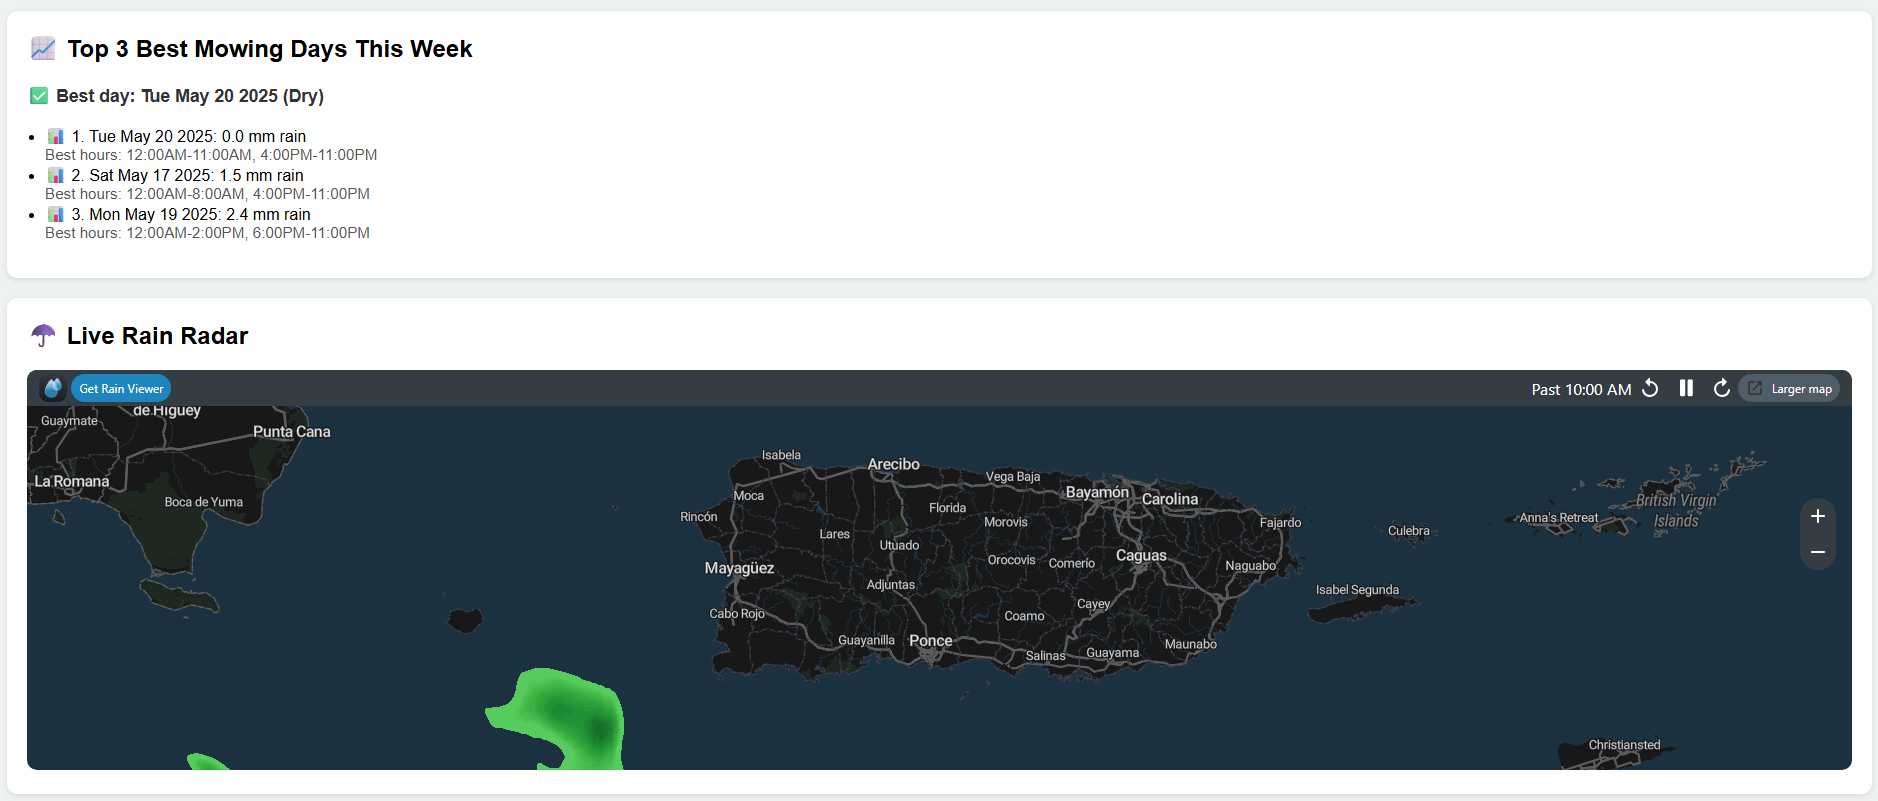 Top 3 Best Mowing Days This Week
Best day: Tue May 20 2025 (Dry)
1. Tue May 20 2025: 0.0 mm rain
Best hours: 12:00AM-11:00AM, 4:00PM-11:00PM
2. Sat May 17 2025: 1.5 mm rain
Best hours: 12:00AM-8:00AM, 4:00PM-11:00PM
3. Mon May 19 2025: 2.4 mm rain
Best hours: 12:00AM-2:00PM, 6:00PM-11:00PM
Live Rain Radar
Get Rain Viewer
Past 10:00 AM
Larger map
de Higuey
Guaymate
Punta Cana
La Romana
Boca de Yuma
Isabela
Arecibo
Vega Baja
Moca
Bayamón
Carolina
Rincón
Florida
Morovis
Fajardo
Lares
Utuado
Culebra
Anna's Retreat
British Virgin
Islands
Mayagüez
Orocovis
Comerío
Caguas
Naguabo
Adjuntas
Isabel Segunda
Cabo Rojo
Coamo
Cayey
Guayanilla
Ponce
Salinas
Guayama
Maunabo
Christiansted